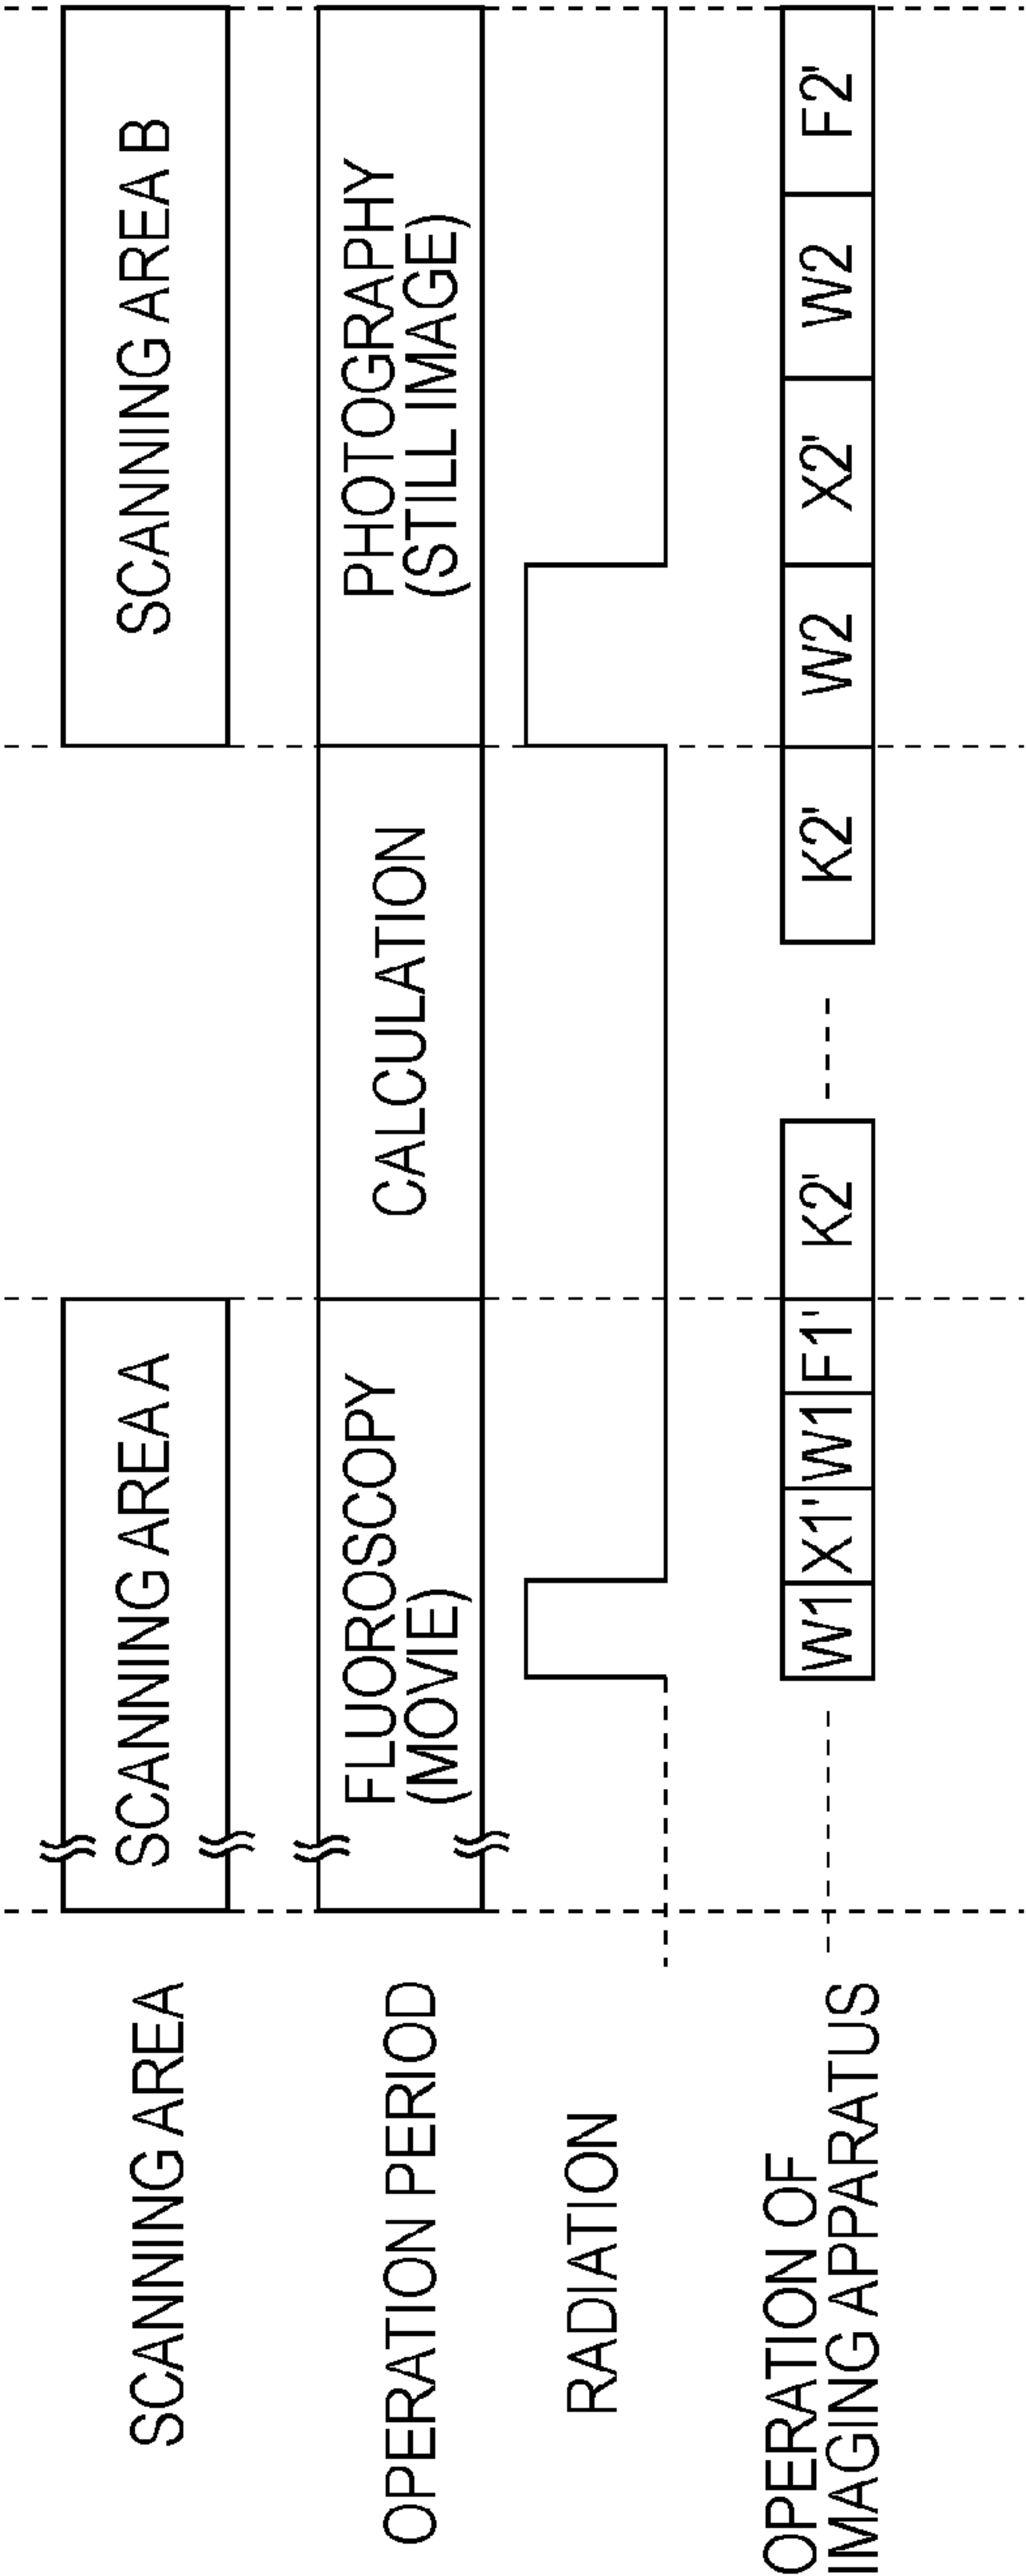 SCANNING AREA
SCANNING AREA A
SCANNING AREA B
OPERATION PERIOD
FLUOROSCOPY
(MOVIE)
CALCULATION
PHOTOGRAPHY
(STILL IMAGE)
RADIATION
OPERATION OF
IMAGING APPARATUS
W1 X1' W1 F1' K2' K2' W2 X2' W2 F2'